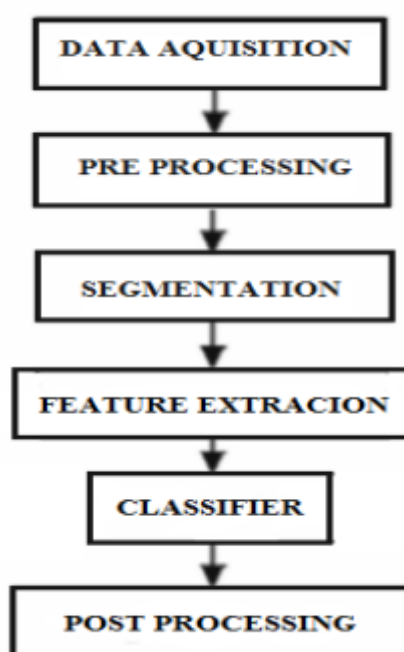 DATA AQUISITION
PRE PROCESSING
SEGMENTATION
FEATURE EXTRACION
CLASSIFIER
POST PROCESSING